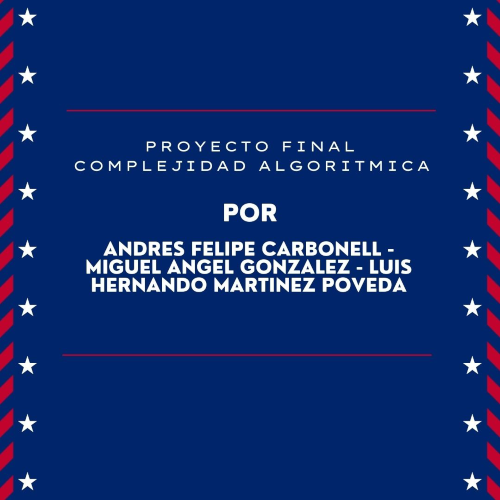 PROYECTO FINAL
COMPLEJIDAD ALGORITMICA
POR
ANDRES FELIPE CARBONELL -
MIGUEL ANGEL GONZALEZ - LUIS
HERNANDO MARTINEZ POVEDA